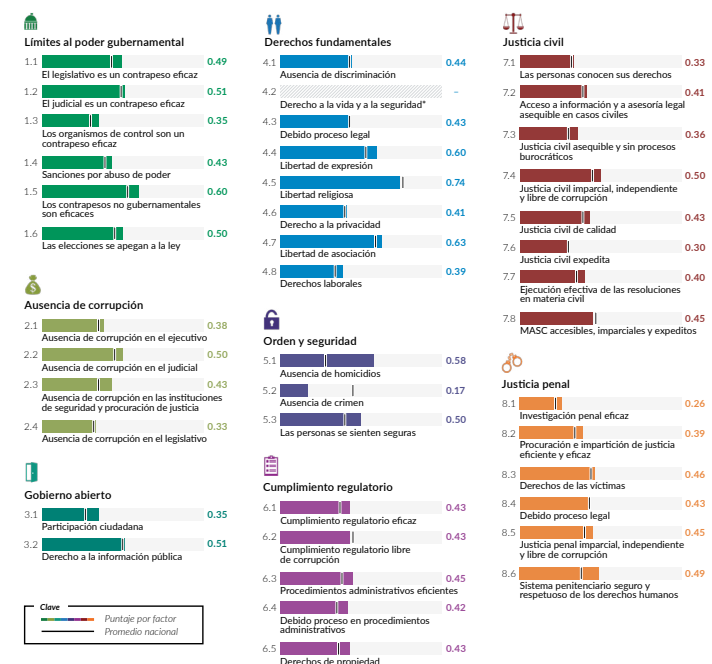 Límites al poder gubernamental
1.1 0.49
El legislativo es un contrapeso eficaz
1.2 0.51
El judicial es un contrapeso eficaz
1.3 0.35
Los organismos de control son un
contrapeso eficaz
1.4 0.43
Sanciones por abuso de poder
1.5 0.60
Los contrapesos no gubernamentales
son eficaces
1.6 0.50
Las elecciones se apegan a la ley
Ausencia de corrupción
2.1 0.38
Ausencia de corrupción en el ejecutivo
2.2 0.50
Ausencia de corrupción en el judicial
2.3 0.43
Ausencia de corrupción en las instituciones
de seguridad y procuración de justicia
2.4 0.33
Ausencia de corrupción en el legislativo
Gobierno abierto
3.1 0.35
Participación ciudadana
3.2 0.51
Derecho a la información pública
Clave
Puntaje por factor
Promedio nacional
Derechos fundamentales
4.1 0.44
Ausencia de discriminación
4.2 –
Derecho a la vida y a la seguridad*
4.3 0.43
Debido proceso legal
4.4 0.60
Libertad de expresión
4.5 0.74
Libertad religiosa
4.6 0.41
Derecho a la privacidad
4.7 0.63
Libertad de asociación
4.8 0.39
Derechos laborales
Orden y seguridad
5.1 0.58
Ausencia de homicidios
5.2 0.17
Ausencia de crimen
5.3 0.50
Las personas se sienten seguras
Cumplimiento regulatorio
6.1 0.43
Cumplimiento regulatorio eficaz
6.2 0.43
Cumplimiento regulatorio libre
de corrupción
6.3 0.45
Procedimientos administrativos eficientes
6.4 0.42
Debido proceso en procedimientos
administrativos
6.5 0.43
Derechos de propiedad
Justicia civil
7.1 0.33
Las personas conocen sus derechos
7.2 0.41
Acceso a información y a asesoría legal
asequible en casos civiles
7.3 0.36
Justicia civil asequible y sin procesos
burocráticos
7.4 0.50
Justicia civil imparcial, independiente
y libre de corrupción
7.5 0.43
Justicia civil de calidad
7.6 0.30
Justicia civil expedita
7.7 0.40
Ejecución efectiva de las resoluciones
en materia civil
7.8 0.45
MASC accesibles, imparciales y expeditos
Justicia penal
8.1 0.26
Investigación penal eficaz
8.2 0.39
Procuración e impartición de justicia
eficiente y eficaz
8.3 0.46
Derechos de las víctimas
8.4 0.43
Debido proceso legal
8.5 0.45
Justicia penal imparcial, independiente
y libre de corrupción
8.6 0.49
Sistema penitenciario seguro y
respetuoso de los derechos humanos